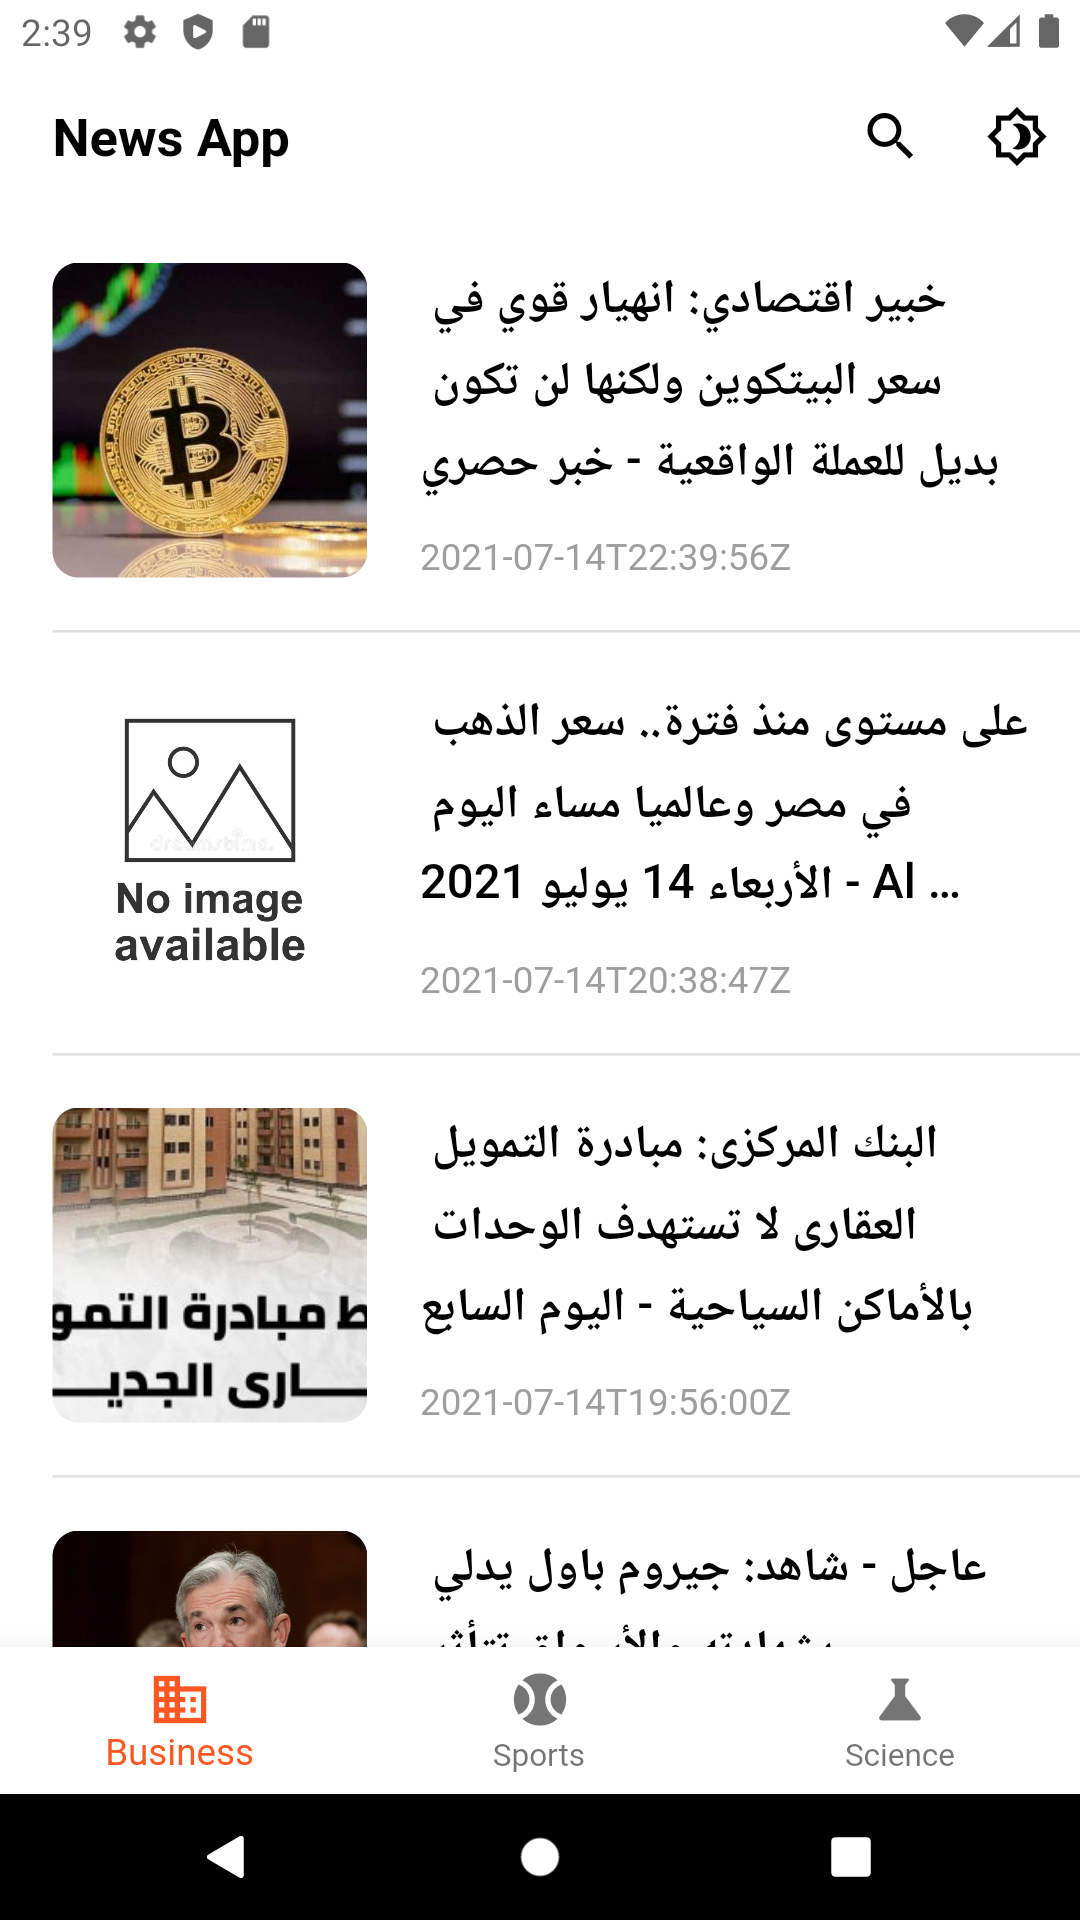 2:39
News App
خبير اقتصادي: انهيار قوي في
سعر البيتكوين ولكنها لن تكون
بديل للعملة الواقعية - خبر حصري
2021-07-14T22:39:56Z
على مستوى منذ فترة.. سعر الذهب
في مصر وعالميا مساء اليوم
الأربعاء 14 يوليو 2021 - Al ...
dreamstime.
No image
available
2021-07-14T20:38:47Z
البنك المركزى: مبادرة التمويل
العقارى لا تستهدف الوحدات
بالأماكن السياحية - اليوم السابع
ط مبادرة التمو
ـارى الجديـ
2021-07-14T19:56:00Z
عاجل - شاهد: جيروم باول يدلي
Business
Sports
Science